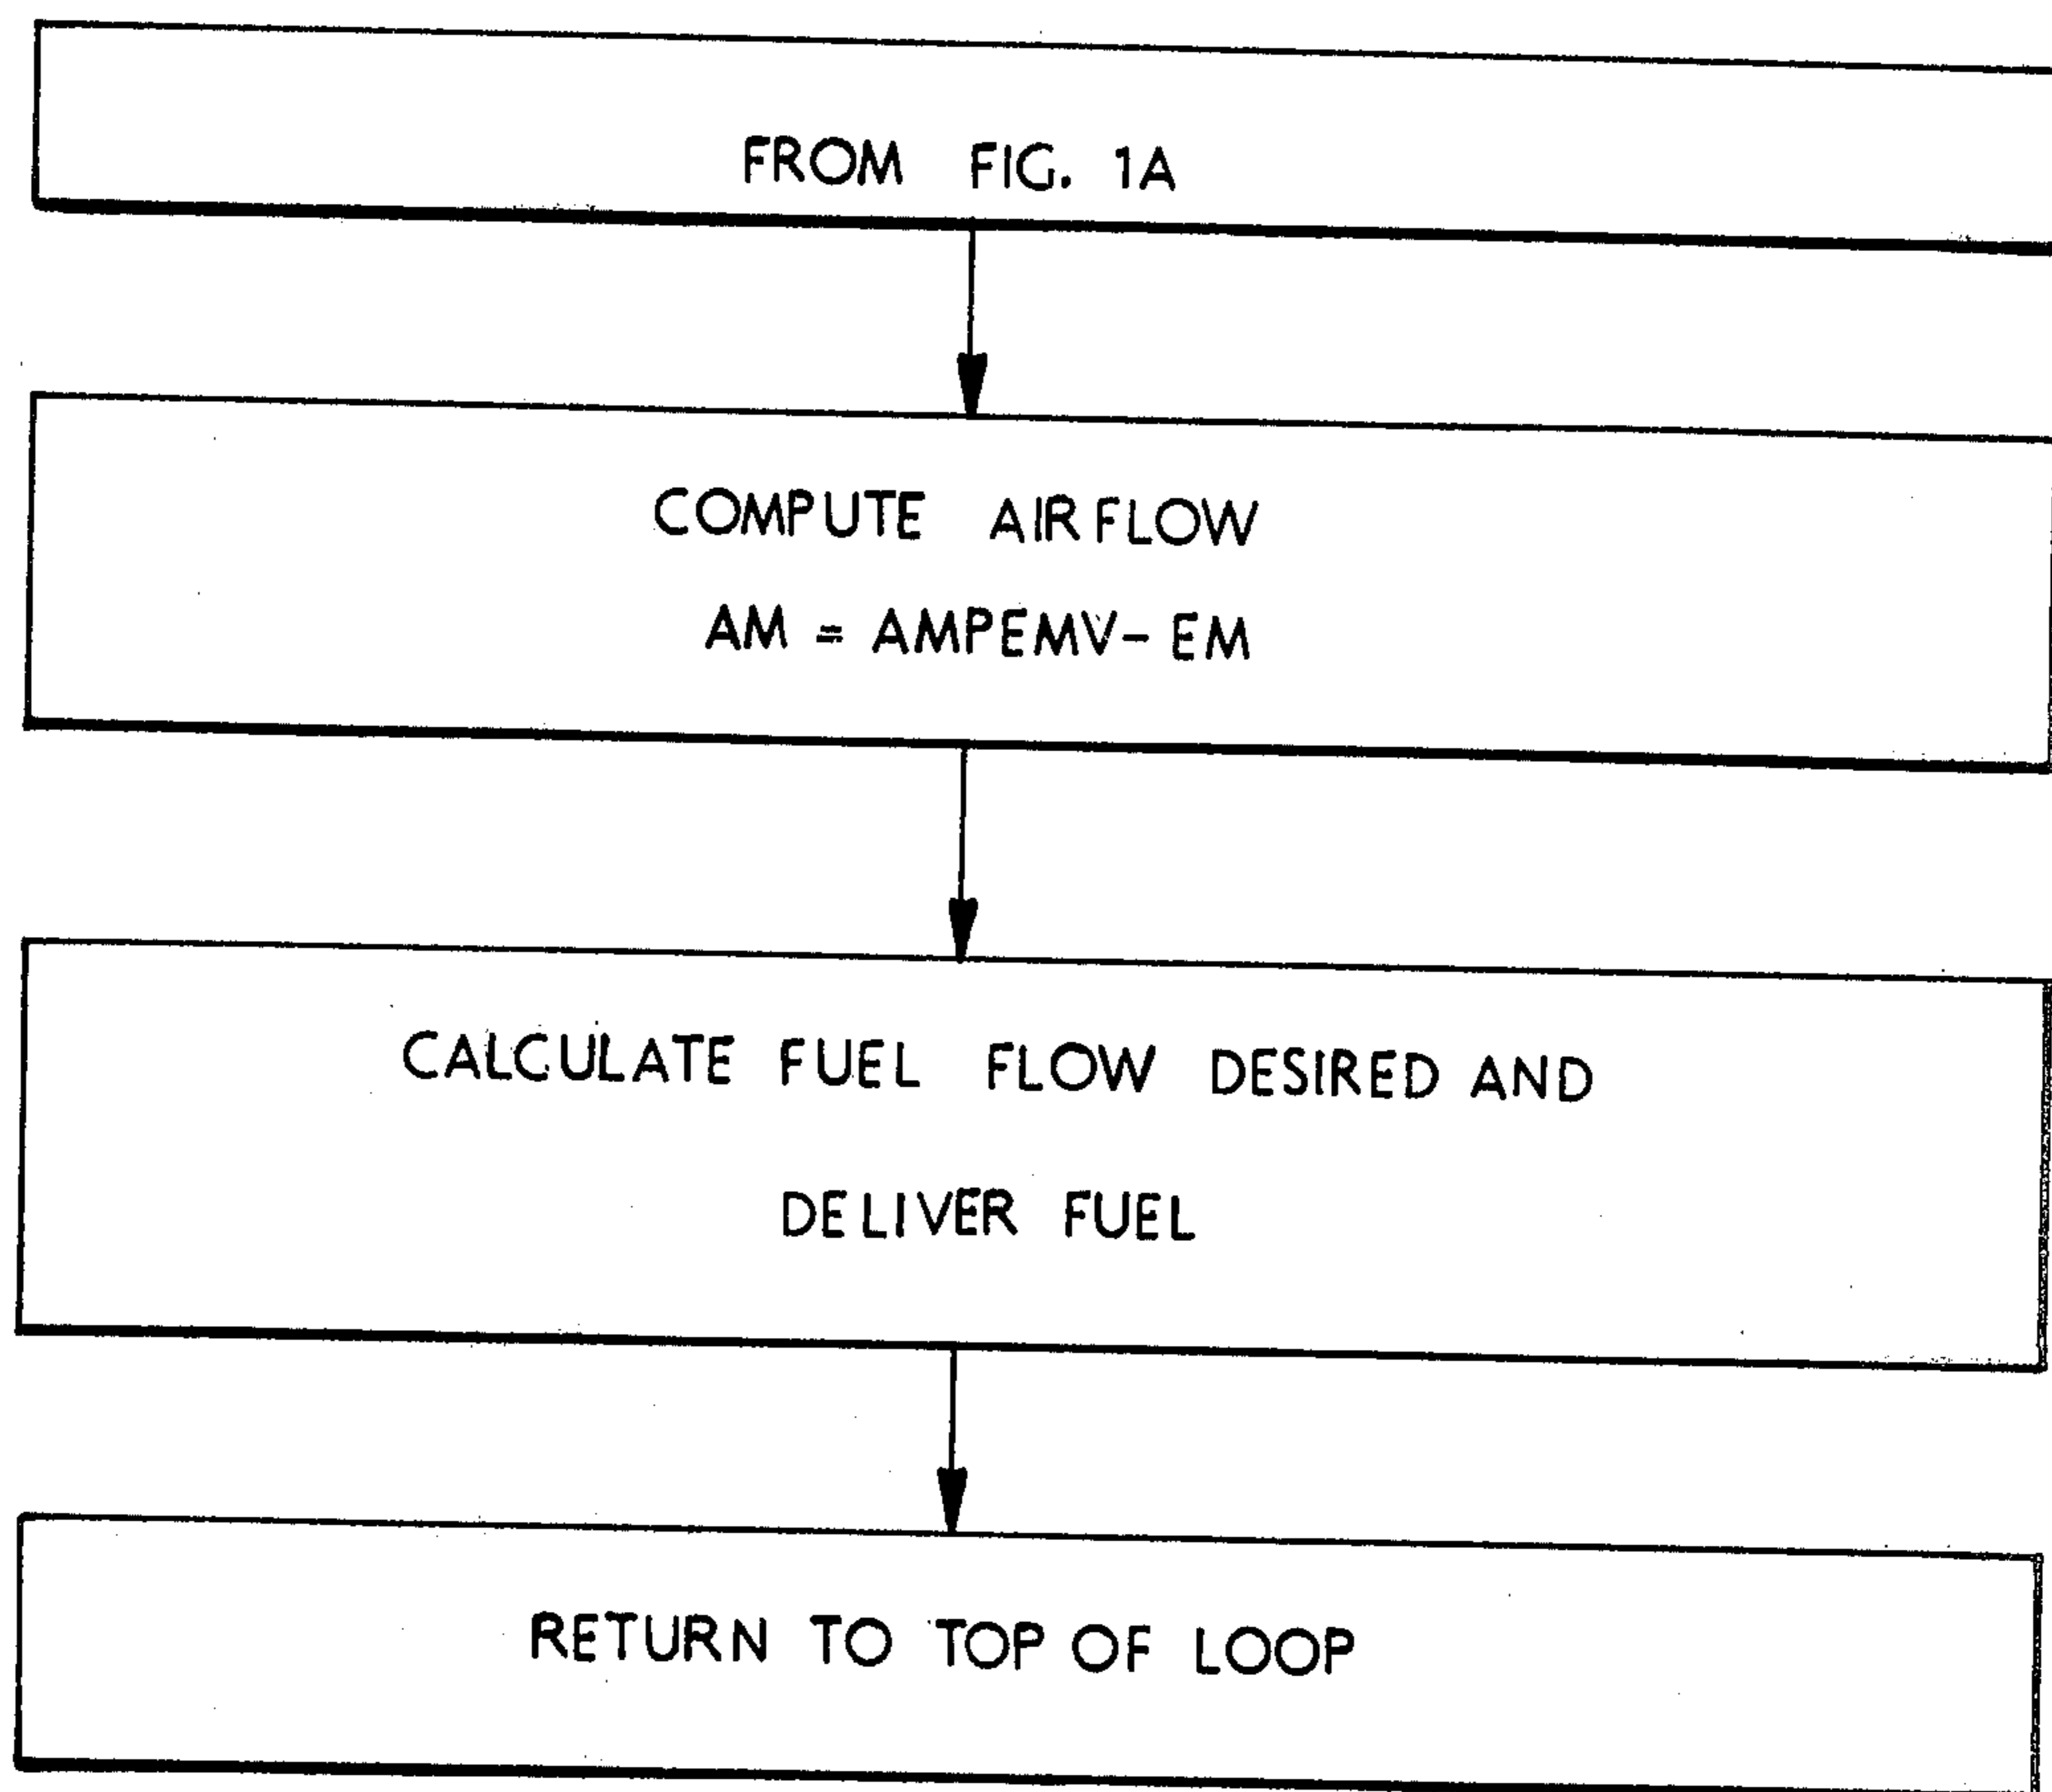 FROM FIG. 1A
COMPUTE AIRFLOW
AM = AMPEMV- EM
CALCULATE FUEL FLOW DESIRED AND
DELIVER FUEL
RETURN TO TOP OF LOOP